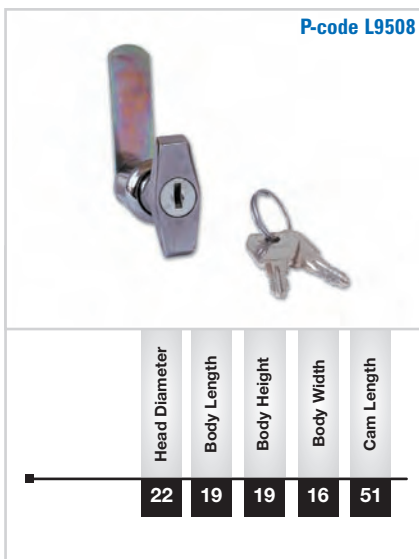 P-code L9508
Head Diameter
Body Length
Body Height
Body Width
Cam Length
22 19 19 16 51